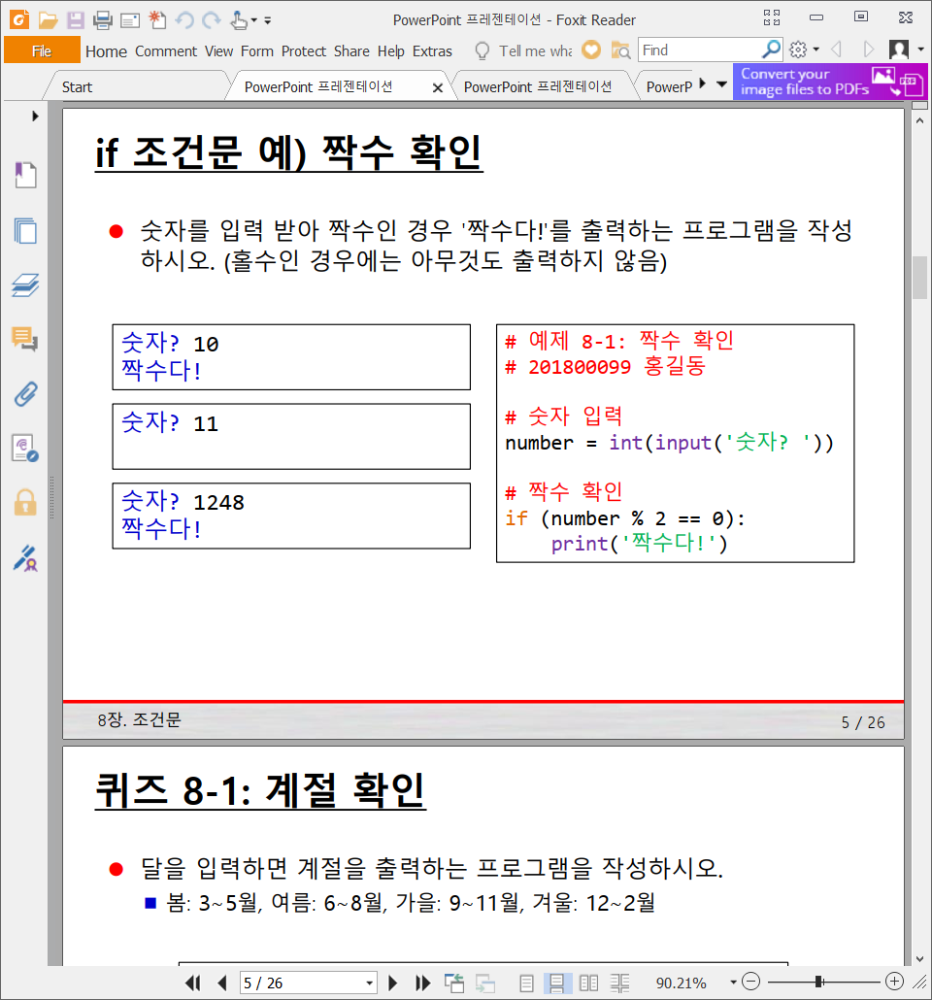 PowerPoint 프레젠테이션 - Foxit Reader
File Home Comment View Form Protect Share Help Extras Tell me wha Find
Start PowerPoint 프레젠테이션 PowerPoint 프레젠테이션 PowerP
Convert your
image files to PDFs
if 조건문 예) 짝수 확인
숫자를 입력 받아 짝수인 경우 '짝수다!'를 출력하는 프로그램을 작성
하시오. (홀수인 경우에는 아무것도 출력하지 않음)
숫자? 10
짝수다!
숫자? 11
숫자? 1248
짝수다!
# 예제 8-1: 짝수 확인
# 201800099 홍길동
# 숫자 입력
number = int(input('숫자? '))
# 짝수 확인
if (number % 2 == 0):
    print('짝수다!')
8장. 조건문
5 / 26
퀴즈 8-1: 계절 확인
달을 입력하면 계절을 출력하는 프로그램을 작성하시오.
봄: 3~5월, 여름: 6~8월, 가을: 9~11월, 겨울: 12~2월
5 / 26
90.21%